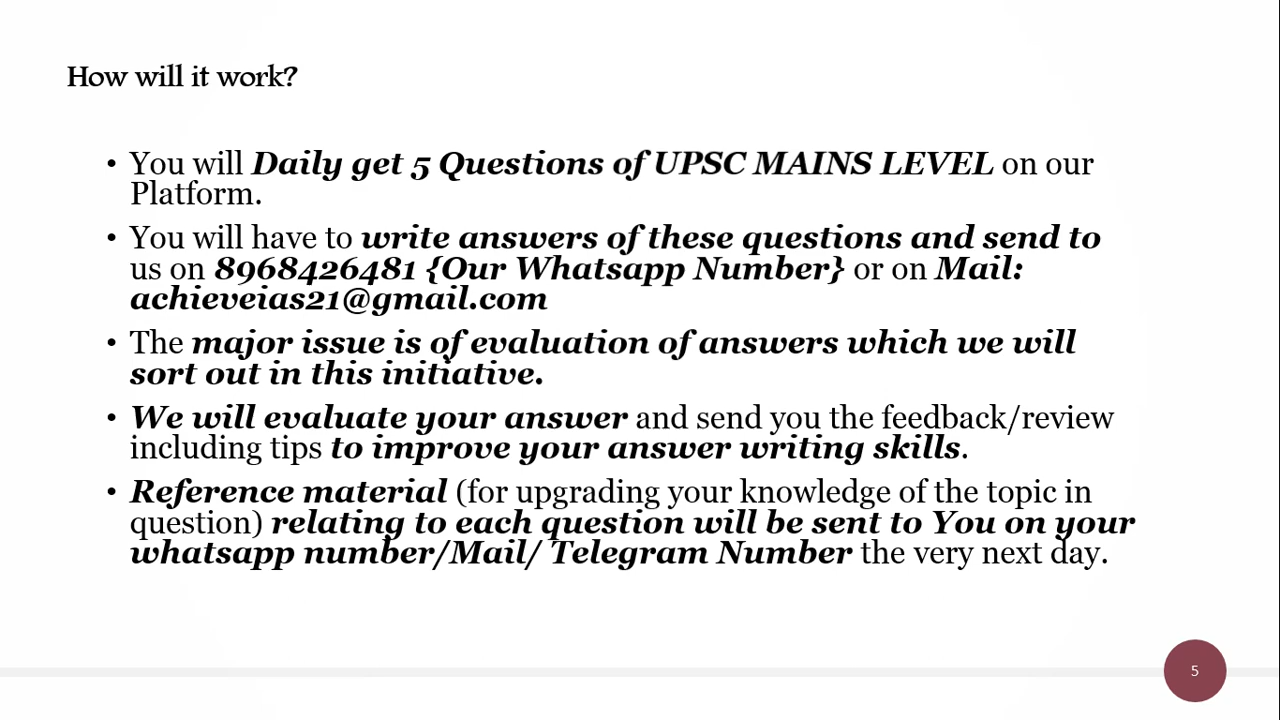 How will it work?
• You will Daily get 5 Questions of UPSC MAINS LEVEL on our
Platform.
• You will have to write answers of these questions and send to
us on 8968426481 {Our Whatsapp Number} or on Mail:
achieveias21@gmail.com
• The major issue is of evaluation of answers which we will
sort out in this initiative.
• We will evaluate your answer and send you the feedback/review
including tips to improve your answer writing skills.
• Reference material (for upgrading your knowledge of the topic in
question) relating to each question will be sent to You on your
whatsapp number/Mail/ Telegram Number the very next day.
5